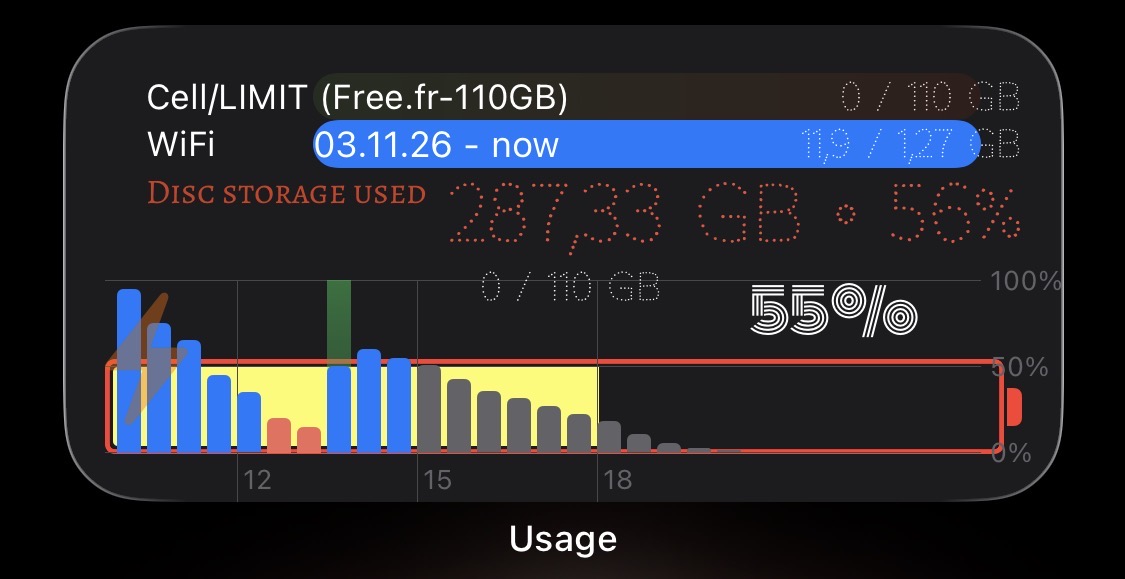 Cell/LIMIT (Free.fr-110GB) 0 / 110 GB
WiFi 03.11.26 - now 11,9 / 1,27 GB
Disc storage used 287,33 GB • 56%
0 / 110 GB
55%
100%
50%
0%
12 15 18
Usage